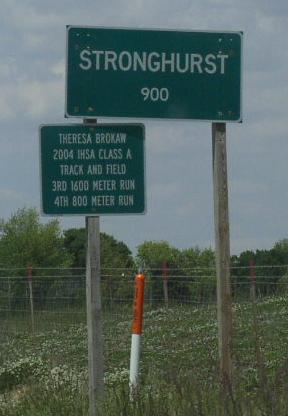 STRONGHURST
900
THERESA BROKAW
2004 IHSA CLASS A
TRACK AND FIELD
3RD 1600 METER RUN
4TH 800 METER RUN